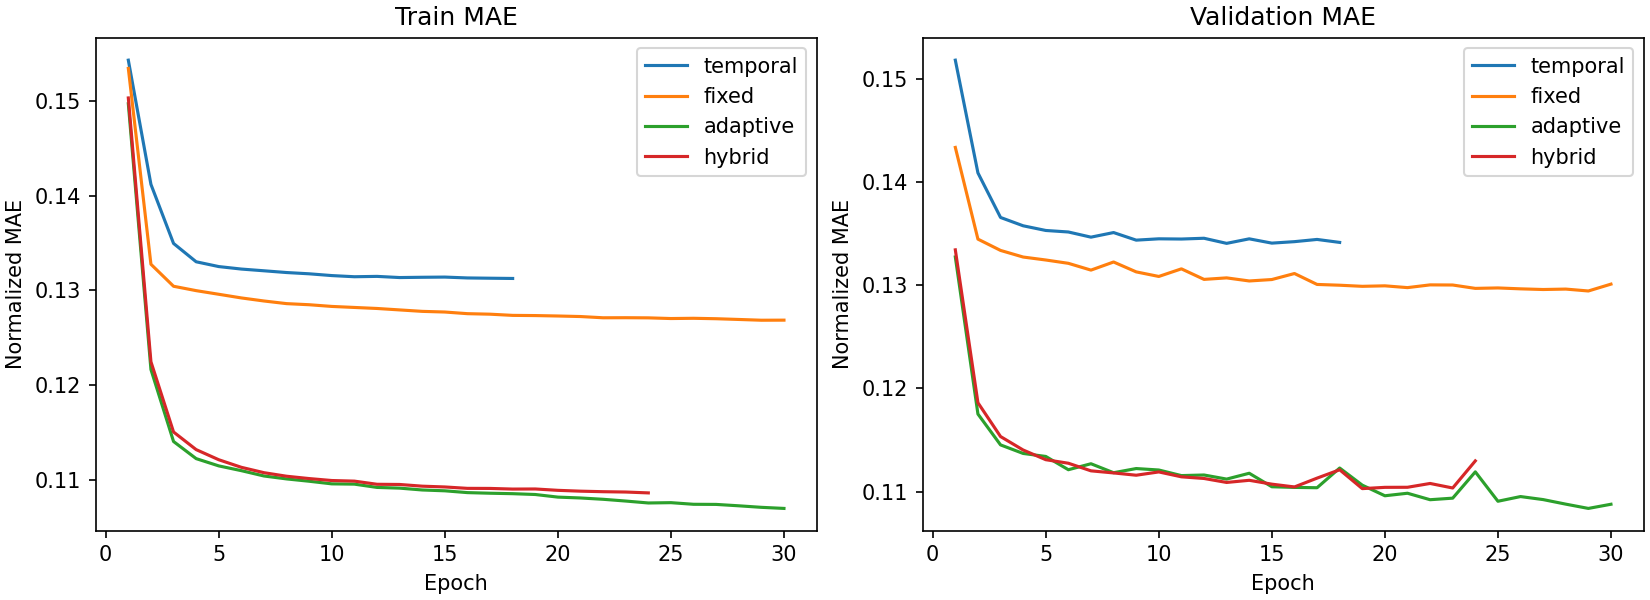 Train MAE
Normalized MAE
0.15
0.14
0.13
0.12
0.11
0
5
10
15
20
25
30
Epoch
temporal
fixed
adaptive
hybrid
Validation MAE
Normalized MAE
0.15
0.14
0.13
0.12
0.11
0
5
10
15
20
25
30
Epoch
temporal
fixed
adaptive
hybrid